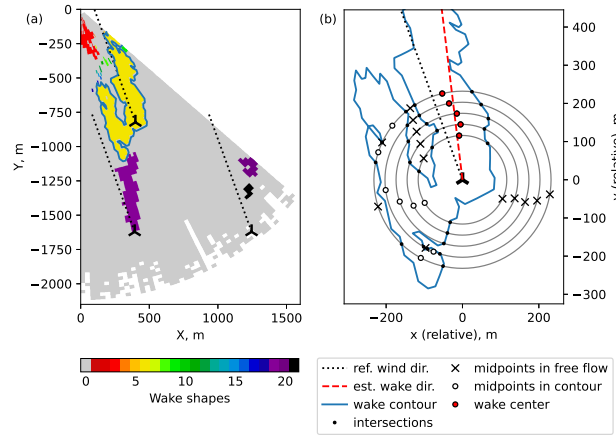 (a)
0
−250
−500
−750
−1000
−1250
−1500
−1750
−2000
Y, m
0
500
1000
1500
X, m
0
5
10
15
20
Wake shapes
(b)
400
300
200
100
0
−100
−200
−300
y (relative), m
−200
0
200
x (relative), m
ref. wind dir.
est. wake dir.
wake contour
intersections
midpoints in free flow
midpoints in contour
wake center